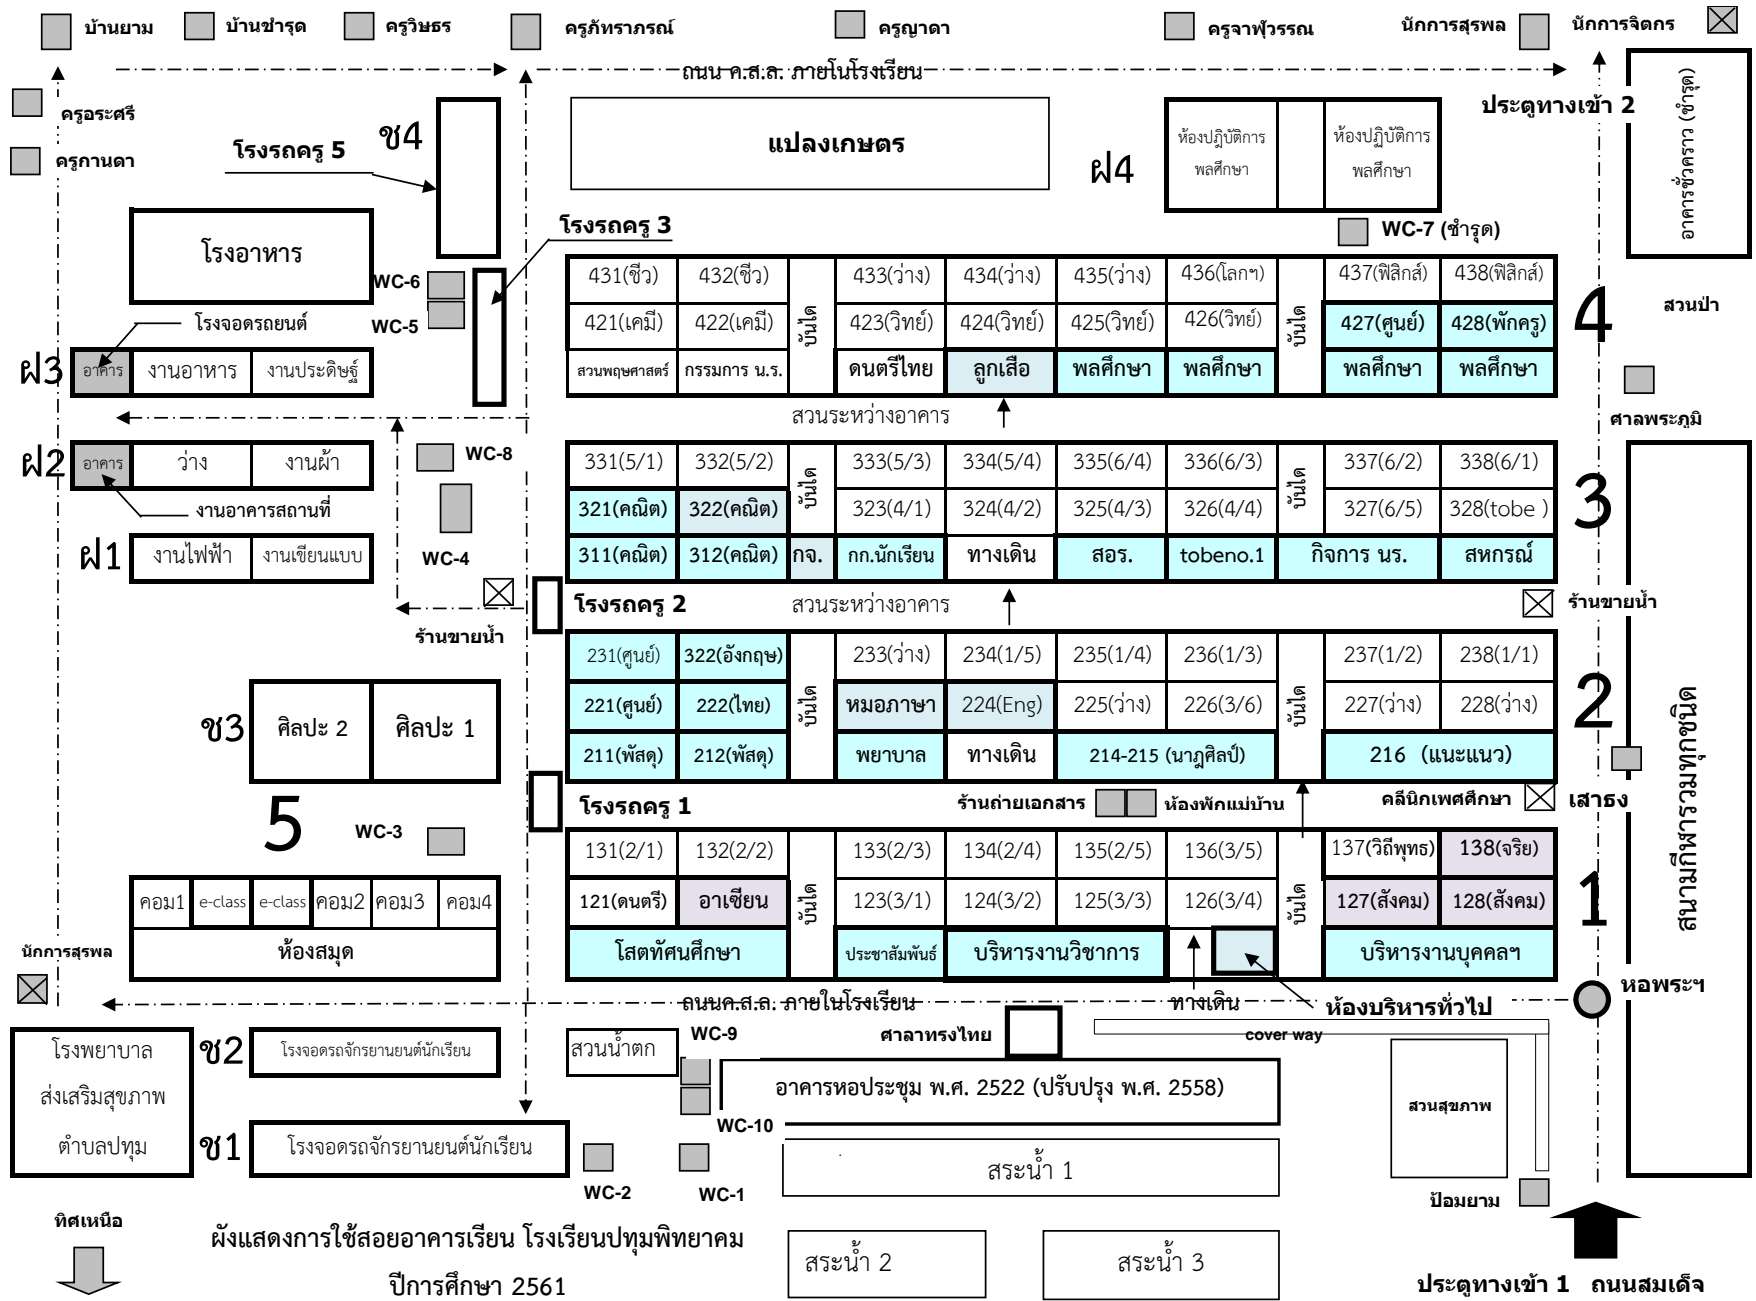 บ้านยาม
บ้านชำรุด
ครูวิษธร
ครูภัทราภรณ์
ครูญาดา
ครูจาฬุวรรณ
นักการสุรพล
นักการจิตกร
ถนน ค.ส.ล. ภายโนโรงเรียน
ครูอระศรี
ครูกานดา
โรงรถครู 5
ช4
แปลงเกษตร
ฝ4
ห้องปฎิบัติการ
พลศึกษา
ห้องปฏิบัติการ
พลศึกษา
ประตูทางเข้า 2
อาคารชั่วคราว (ชำรุด)
โรงอาหาร
โรงรถครู 3
WC-7 (ชำรุด)
WC-6
WC-5
431(ชีว) 432(ชีว) บันได 433(ว่าง) 434(ว่าง) 435(ว่าง) 436(โลกฯ) บันได 437(ฟิสิกส์) 438(ฟิสิกส์)
421(เคมี) 422(เคมี) 423(วิทย์) 424(วิทย์) 425(วิทย์) 426(วิทย์) 427(ศูนย์) 428(พักครู)
สวนพฤษศาสตร์ กรรมการ น.ร. ดนตรีไทย ลูกเสือ พลศึกษา พลศึกษา พลศึกษา พลศึกษา
4
สวนป่า
โรงจอดรถยนต์
ฝ3 อาคาร งานอาหาร งานประดิษฐ์
ศาลพระภูมิ
สวนระหว่างอาคาร
ฝ2 อาคาร ว่าง งานผ้า
WC-8
งานอาคารสถานที่
ฝ1 งานไฟฟ้า งานเขียนแบบ
WC-4
331(5/1) 332(5/2) บันได 333(5/3) 334(5/4) 335(6/4) 336(6/3) บันได 337(6/2) 338(6/1)
321(คณิต) 322(คณิต) 323(4/1) 324(4/2) 325(4/3) 326(4/4) 327(6/5) 328(tobe )
311(คณิต) 312(คณิต) กจ. กก.นักเรียน ทางเดิน สอร. tobeno.1 กิจการ นร. สหกรณ์
3
ร้านขายน้ำ
โรงรถครู 2
สวนระหว่างอาคาร
ร้านขายน้ำ
231(ศูนย์) 322(อังกฤษ) บันได 233(ว่าง) 234(1/5) 235(1/4) 236(1/3) บันได 237(1/2) 238(1/1)
221(ศูนย์) 222(ไทย) หมอภาษา 224(Eng) 225(ว่าง) 226(3/6) 227(ว่าง) 228(ว่าง)
211(พัสดุ) 212(พัสดุ) พยาบาล ทางเดิน 214-215 (นาฎศิลป์) 216 (แนะแนว)
2
สนามกีฬารวมทุกชนิด
ช3 ศิลปะ 2 ศิลปะ 1
5
WC-3
โรงรถครู 1
ร้านถ่ายเอกสาร
ห้องพักแม่บ้าน
คลีนิกเพศศึกษา
เสาธง
131(2/1) 132(2/2) บันได 133(2/3) 134(2/4) 135(2/5) 136(3/5) บันได 137(วิถีพุทธ) 138(จริย)
121(ดนตรี) อาเซียน 123(3/1) 124(3/2) 125(3/3) 126(3/4) 127(สังคม) 128(สังคม)
โสตทัศนศึกษา ประชาสัมพันธ์ บริหารงานวิชาการ บริหารงานบุคคลฯ
1
คอม1 e-class e-class คอม2 คอม3 คอม4
ห้องสมุด
นักการสุรพล
หอพระฯ
ถนนค.ส.ล. ภายในโรงเรียน
ทางเดิน
ห้องบริหารทั่วไป
โรงพยาบาล
ส่งเสริมสุขภาพ
ตำบลปทุม
ช2 โรงจอดรถจักรยานยนต์นักเรียน
สวนน้ำตก
WC-9
ศาลาทรงไทย
cover way
อาคารหอประชุม พ.ศ. 2522 (ปรับปรุง พ.ศ. 2558)
WC-10
สวนสุขภาพ
ช1 โรงจอดรถจักรยานยนต์นักเรียน
WC-2
WC-1
สระน้ำ 1
ป้อมยาม
ทิศเหนือ
ผังแสดงการใช้สอยอาคารเรียน โรงเรียนปทุมพิทยาคม
ปีการศึกษา 2561
สระน้ำ 2
สระน้ำ 3
ประตูทางเข้า 1 ถนนสมเด็จ